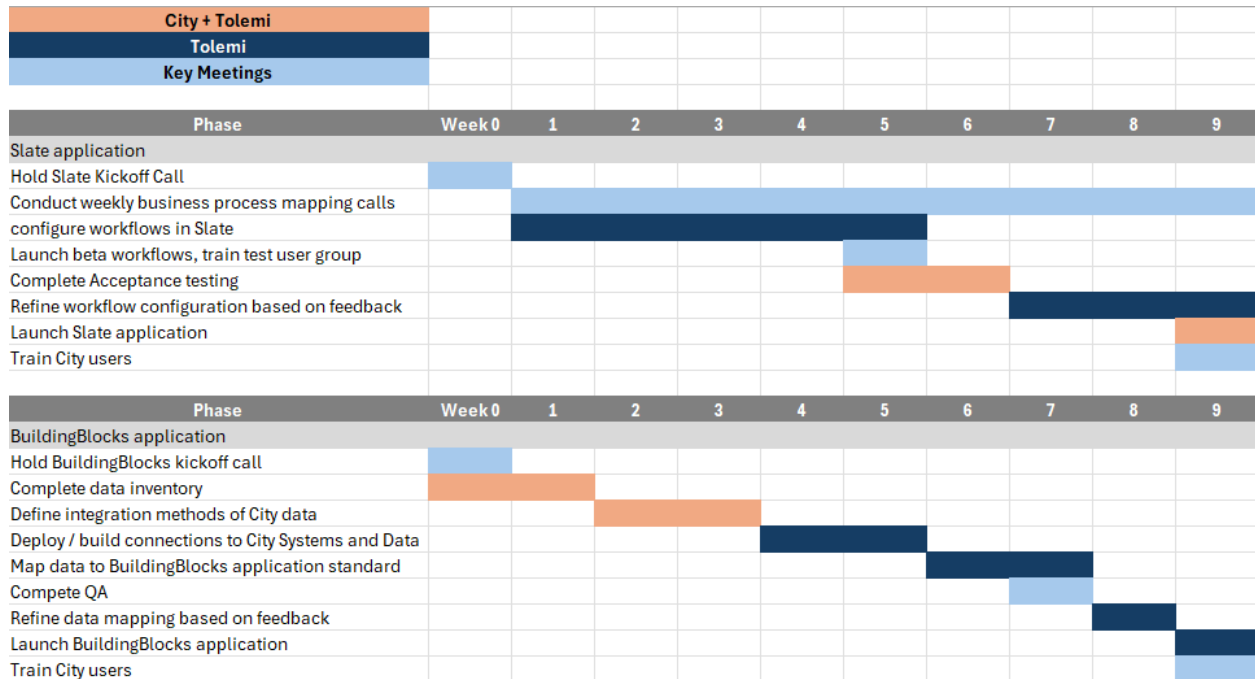 City + Tolemi
Tolemi
Key Meetings
Phase Week 0 1 2 3 4 5 6 7 8 9
Slate application
Hold Slate Kickoff Call
Conduct weekly business process mapping calls
configure workflows in Slate
Launch beta workflows, train test user group
Complete Acceptance testing
Refine workflow configuration based on feedback
Launch Slate application
Train City users
Phase Week 0 1 2 3 4 5 6 7 8 9
BuildingBlocks application
Hold BuildingBlocks kickoff call
Complete data inventory
Define integration methods of City data
Deploy / build connections to City Systems and Data
Map data to BuildingBlocks application standard
Compete QA
Refine data mapping based on feedback
Launch BuildingBlocks application
Train City users